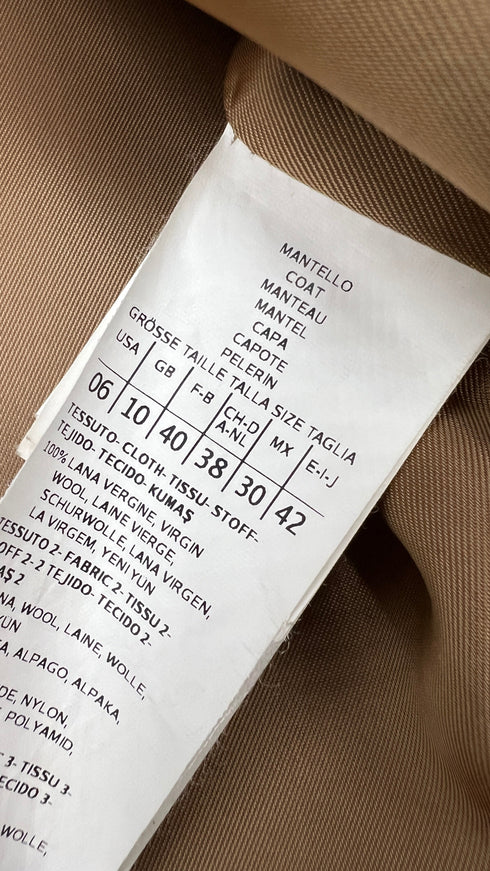 MANTELLO
COAT
MANTEAU
MANTEL
CAPA
CAPOTE
PELERIN
GRÖSSE TAILLE TALLA SIZE TAGLIA
USA GB F-B CH-D A-NL MX E-I-J
06 10 40 38 30 42
TESSUTO- CLOTH- TISSU- STOFF-
TEJIDO- TECIDO- KUMAŞ
100% LANA VERGINE, VIRGIN
WOOL, LAINE VIERGE,
SCHURWOLLE, LANA VIRGEN,
LA VIRGEM, YENI YUN
TESSUTO 2- FABRIC 2- TISSU 2-
OFF 2-2 TEJIDO- TECIDO 2-
AŞ 2
NA, WOOL, LAINE, WOLLE,
YÜN
A, ALPAGO, ALPAKA,
DE, NYLON,
POLYAMID,
3- TISSU 3-
ECIDO 3-
WOLLE,